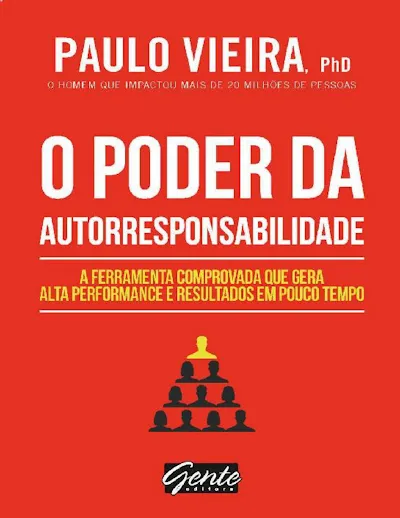 PAULO VIEIRA, PhD
O HOMEM QUE IMPACTOU MAIS DE 20 MILHÕES DE PESSOAS
O PODER DA
AUTORRESPONSABILIDADE
A FERRAMENTA COMPROVADA QUE GERA
ALTA PERFORMANCE E RESULTADOS EM POUCO TEMPO
Gente
editora